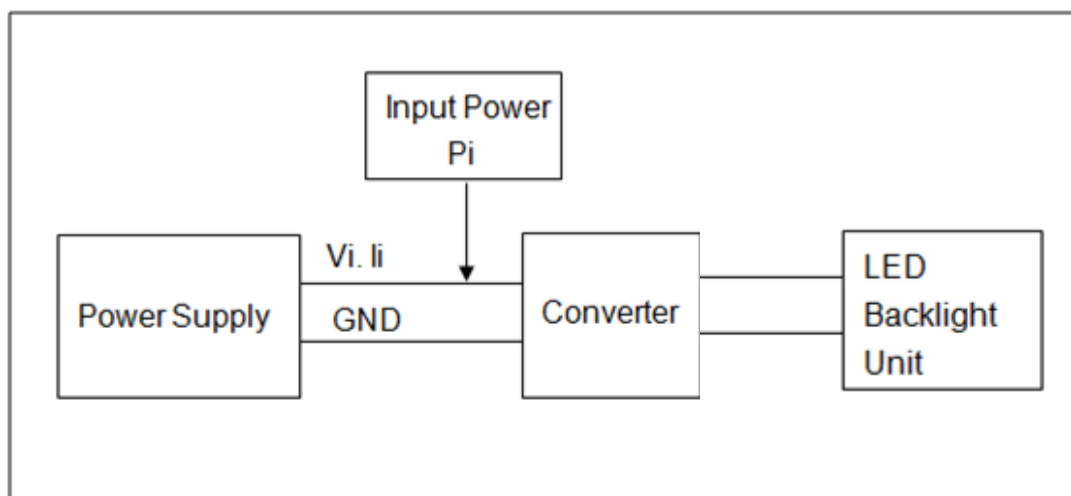 Input Power
Pi
Vi. Ii
Power Supply
GND
Converter
LED
Backlight
Unit